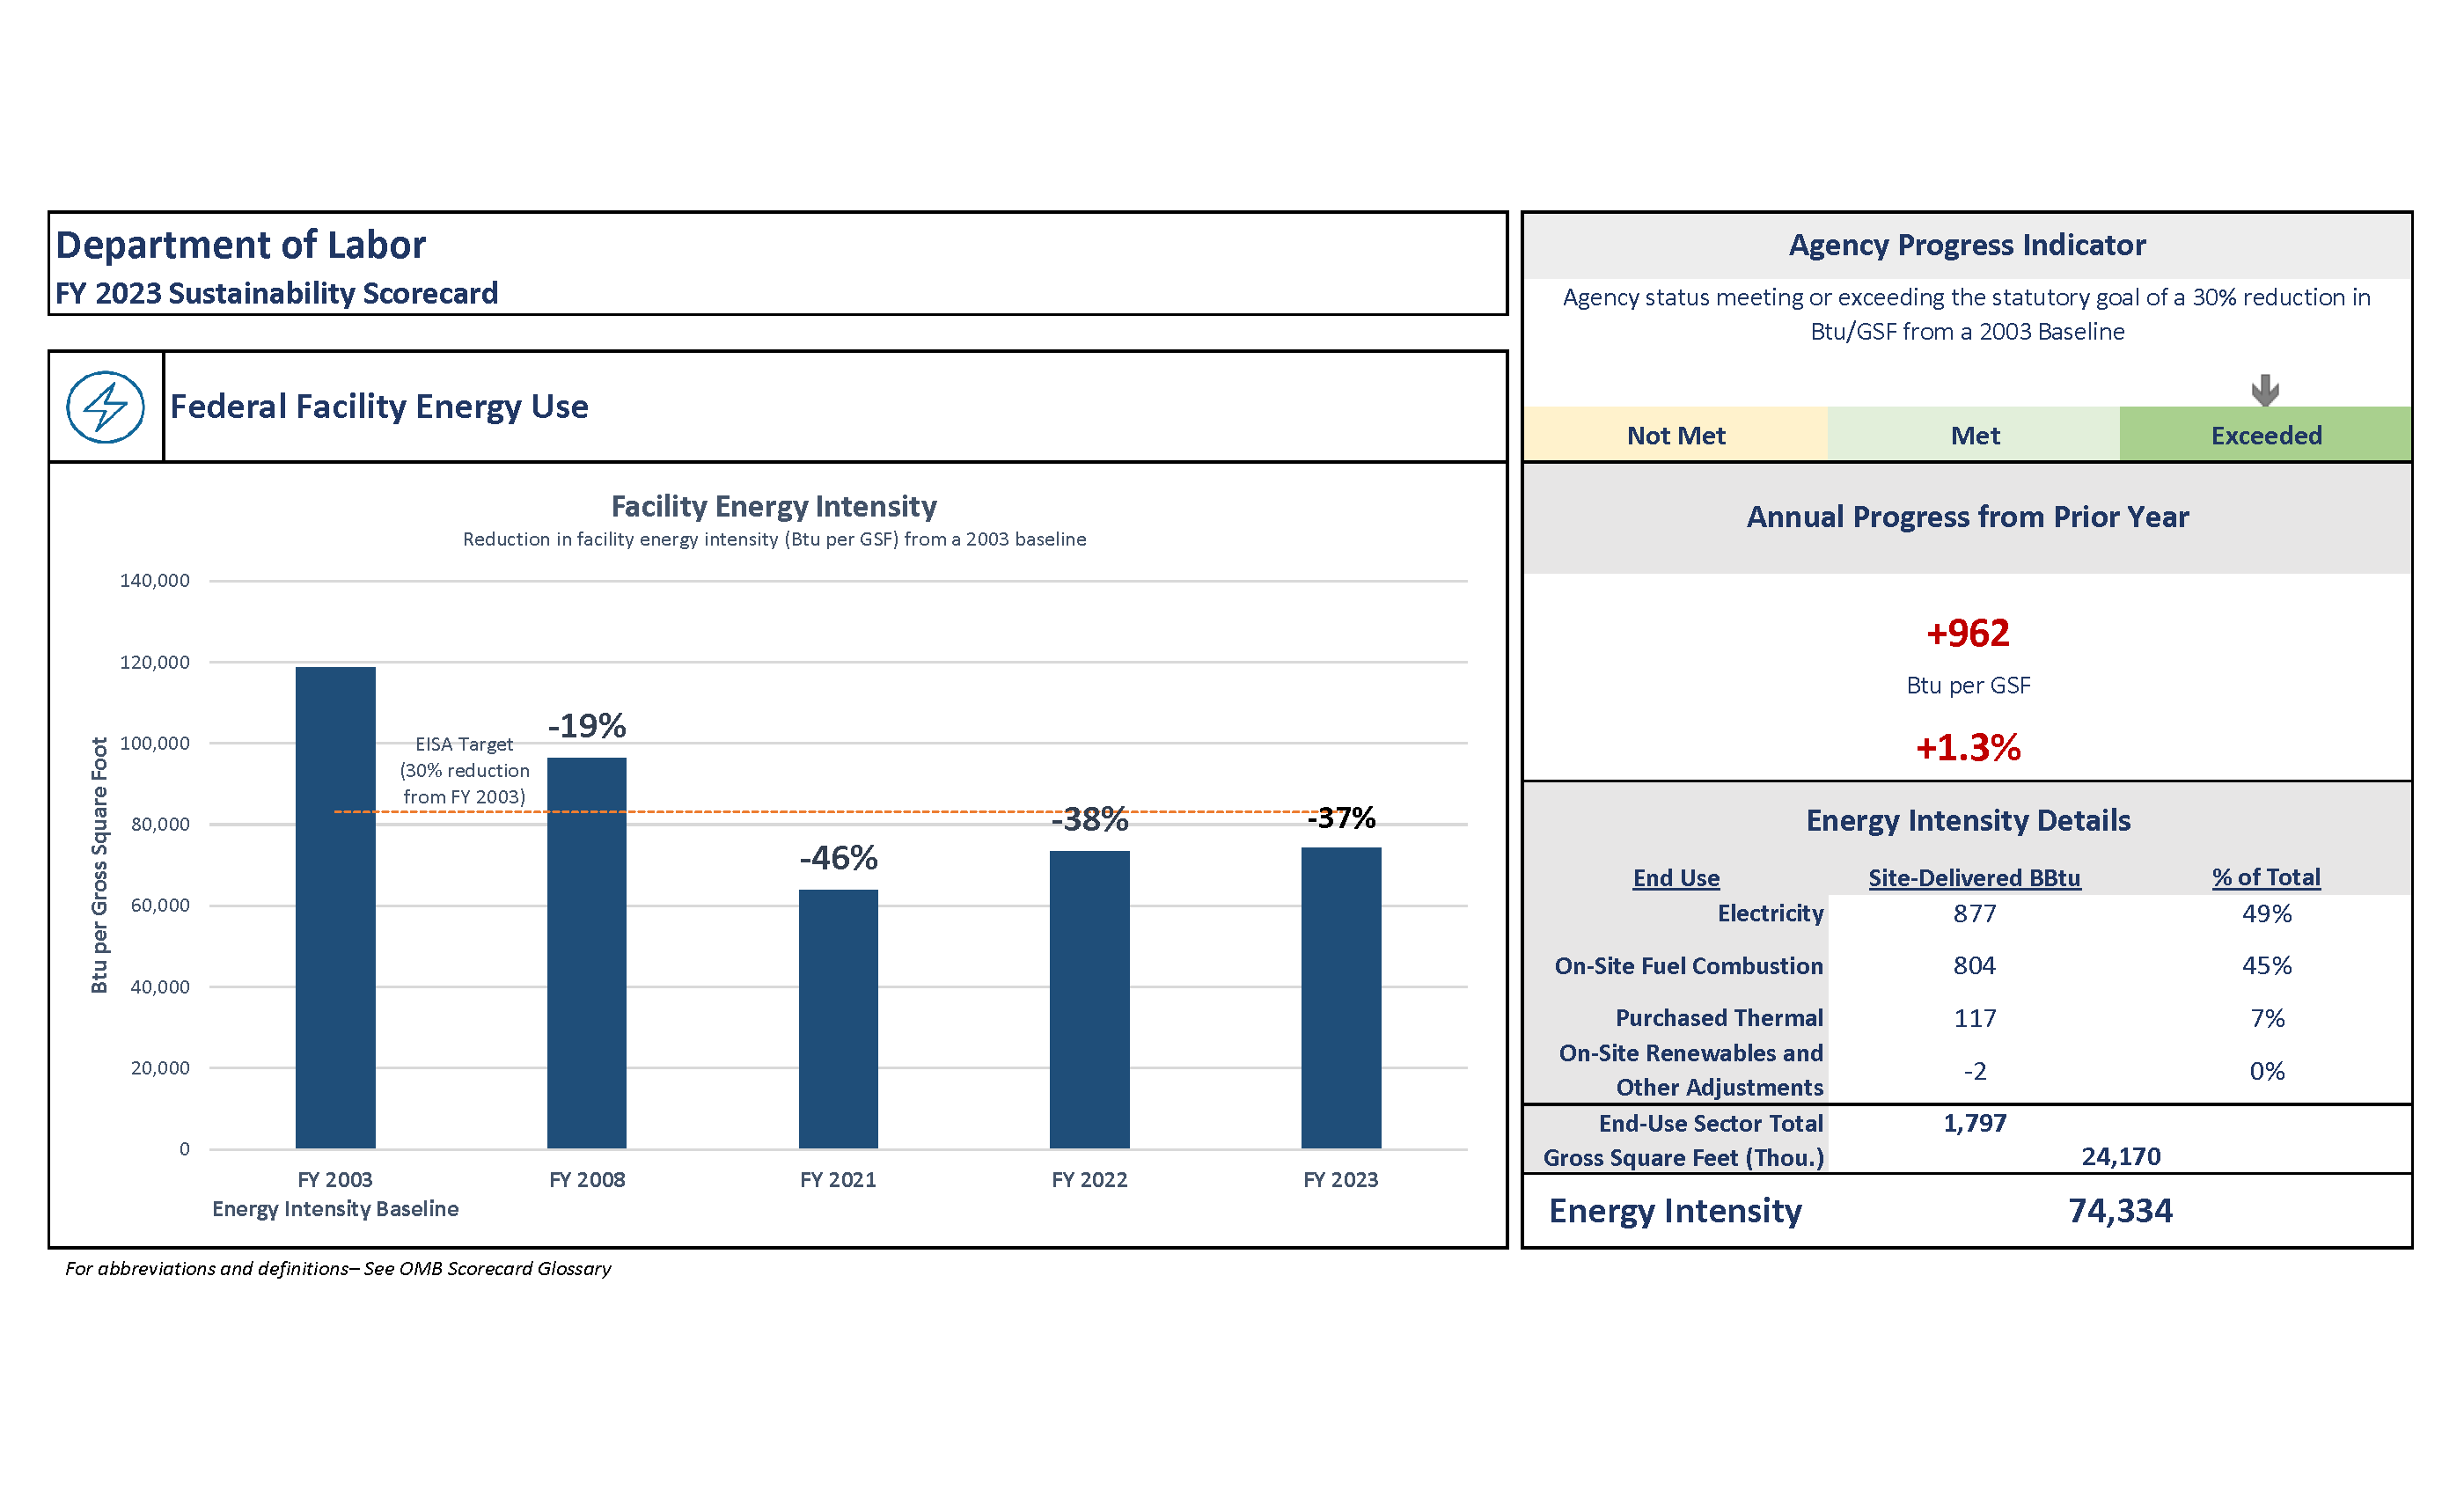 Department of Labor
FY 2023 Sustainability Scorecard
Federal Facility Energy Use
Facility Energy Intensity
Reduction in facility energy intensity (Btu per GSF) from a 2003 baseline
Btu per Gross Square Foot
140,000
120,000
100,000
80,000
60,000
40,000
20,000
0
EISA Target
(30% reduction
from FY 2003)
-19%
-46%
-38%
-37%
FY 2003
FY 2008
FY 2021
FY 2022
FY 2023
Energy Intensity Baseline
For abbreviations and definitions– See OMB Scorecard Glossary
Agency Progress Indicator
Agency status meeting or exceeding the statutory goal of a 30% reduction in
Btu/GSF from a 2003 Baseline
Not Met Met Exceeded
Annual Progress from Prior Year
+962
Btu per GSF
+1.3%
Energy Intensity Details
End Use Site-Delivered BBtu % of Total
Electricity 877 49%
On-Site Fuel Combustion 804 45%
Purchased Thermal 117 7%
On-Site Renewables and
Other Adjustments -2 0%
End-Use Sector Total 1,797
Gross Square Feet (Thou.) 24,170
Energy Intensity 74,334